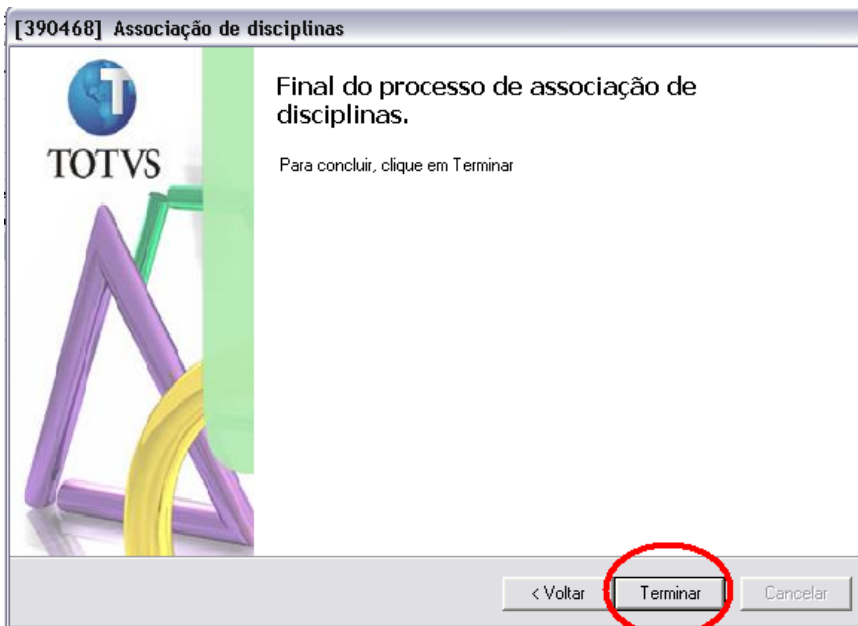 [390468] Associação de disciplinas
T
TOTVS
Final do processo de associação de
disciplinas.
Para concluir, clique em Terminar
< Voltar
Terminar
Cancelar